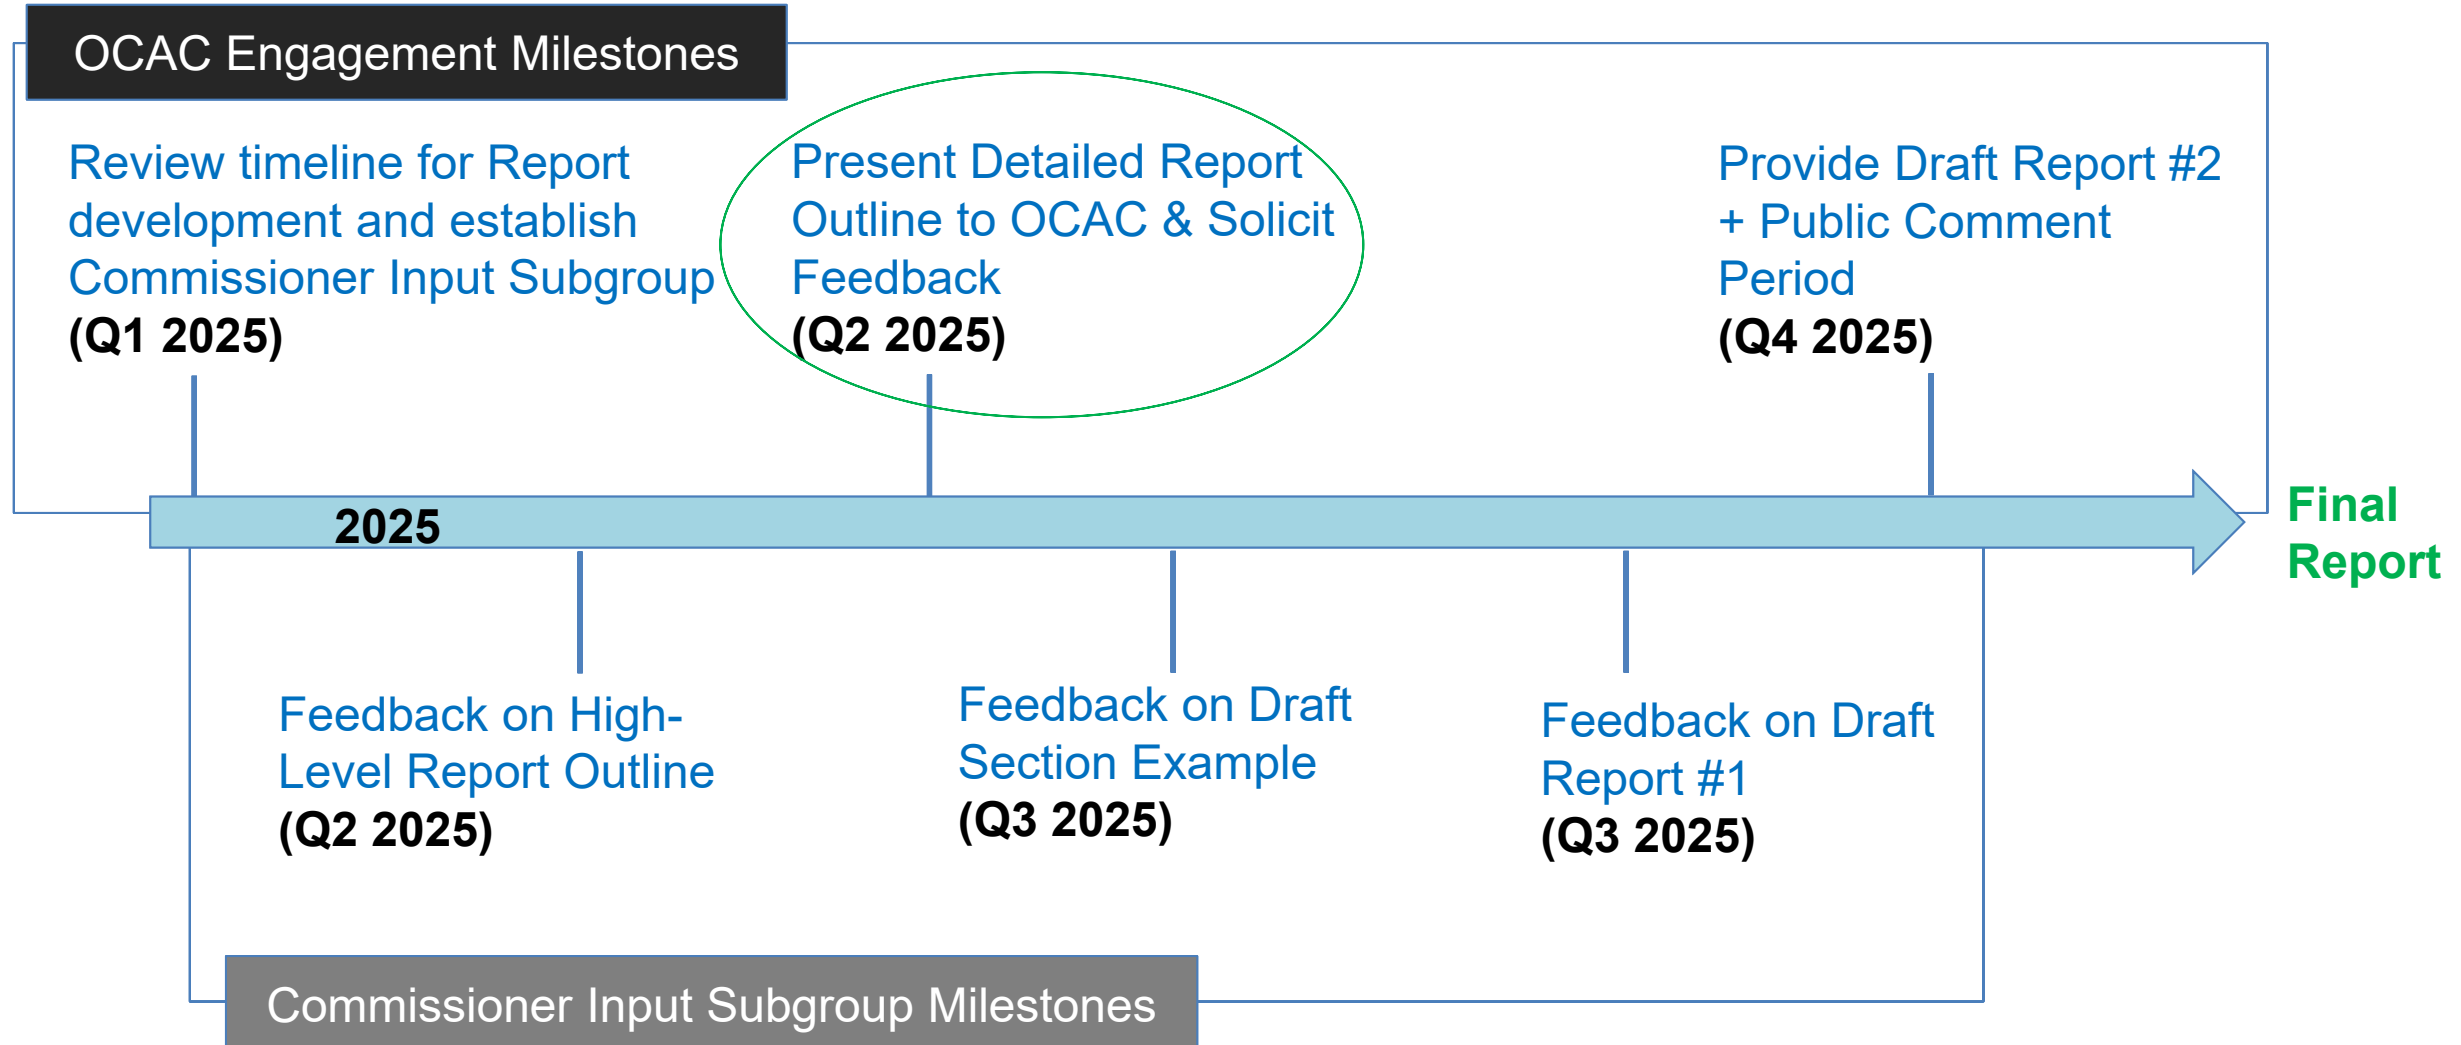 OCAC Engagement Milestones
Review timeline for Report
development and establish
Commissioner Input Subgroup
(Q1 2025)
Present Detailed Report
Outline to OCAC & Solicit
Feedback
(Q2 2025)
Provide Draft Report #2
+ Public Comment
Period
(Q4 2025)
2025
Final
Report
Feedback on High-
Level Report Outline
(Q2 2025)
Feedback on Draft
Section Example
(Q3 2025)
Feedback on Draft
Report #1
(Q3 2025)
Commissioner Input Subgroup Milestones